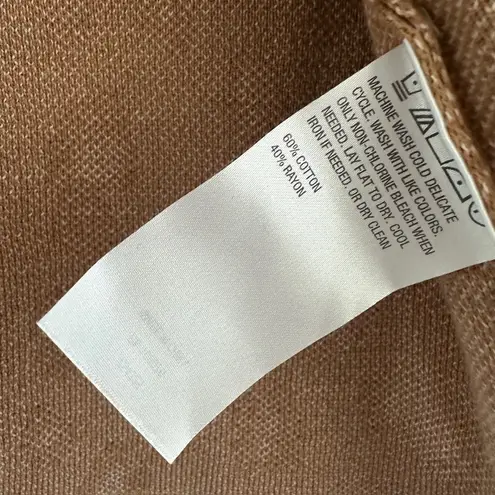 MACHINE WASH COLD DELICATE
CYCLE. WASH WITH LIKE COLORS.
ONLY NON-CHLORINE BLEACH WHEN
NEEDED. LAY FLAT TO DRY. COOL
IRON IF NEEDED. OR DRY CLEAN
60% COTTON
40% RAYON